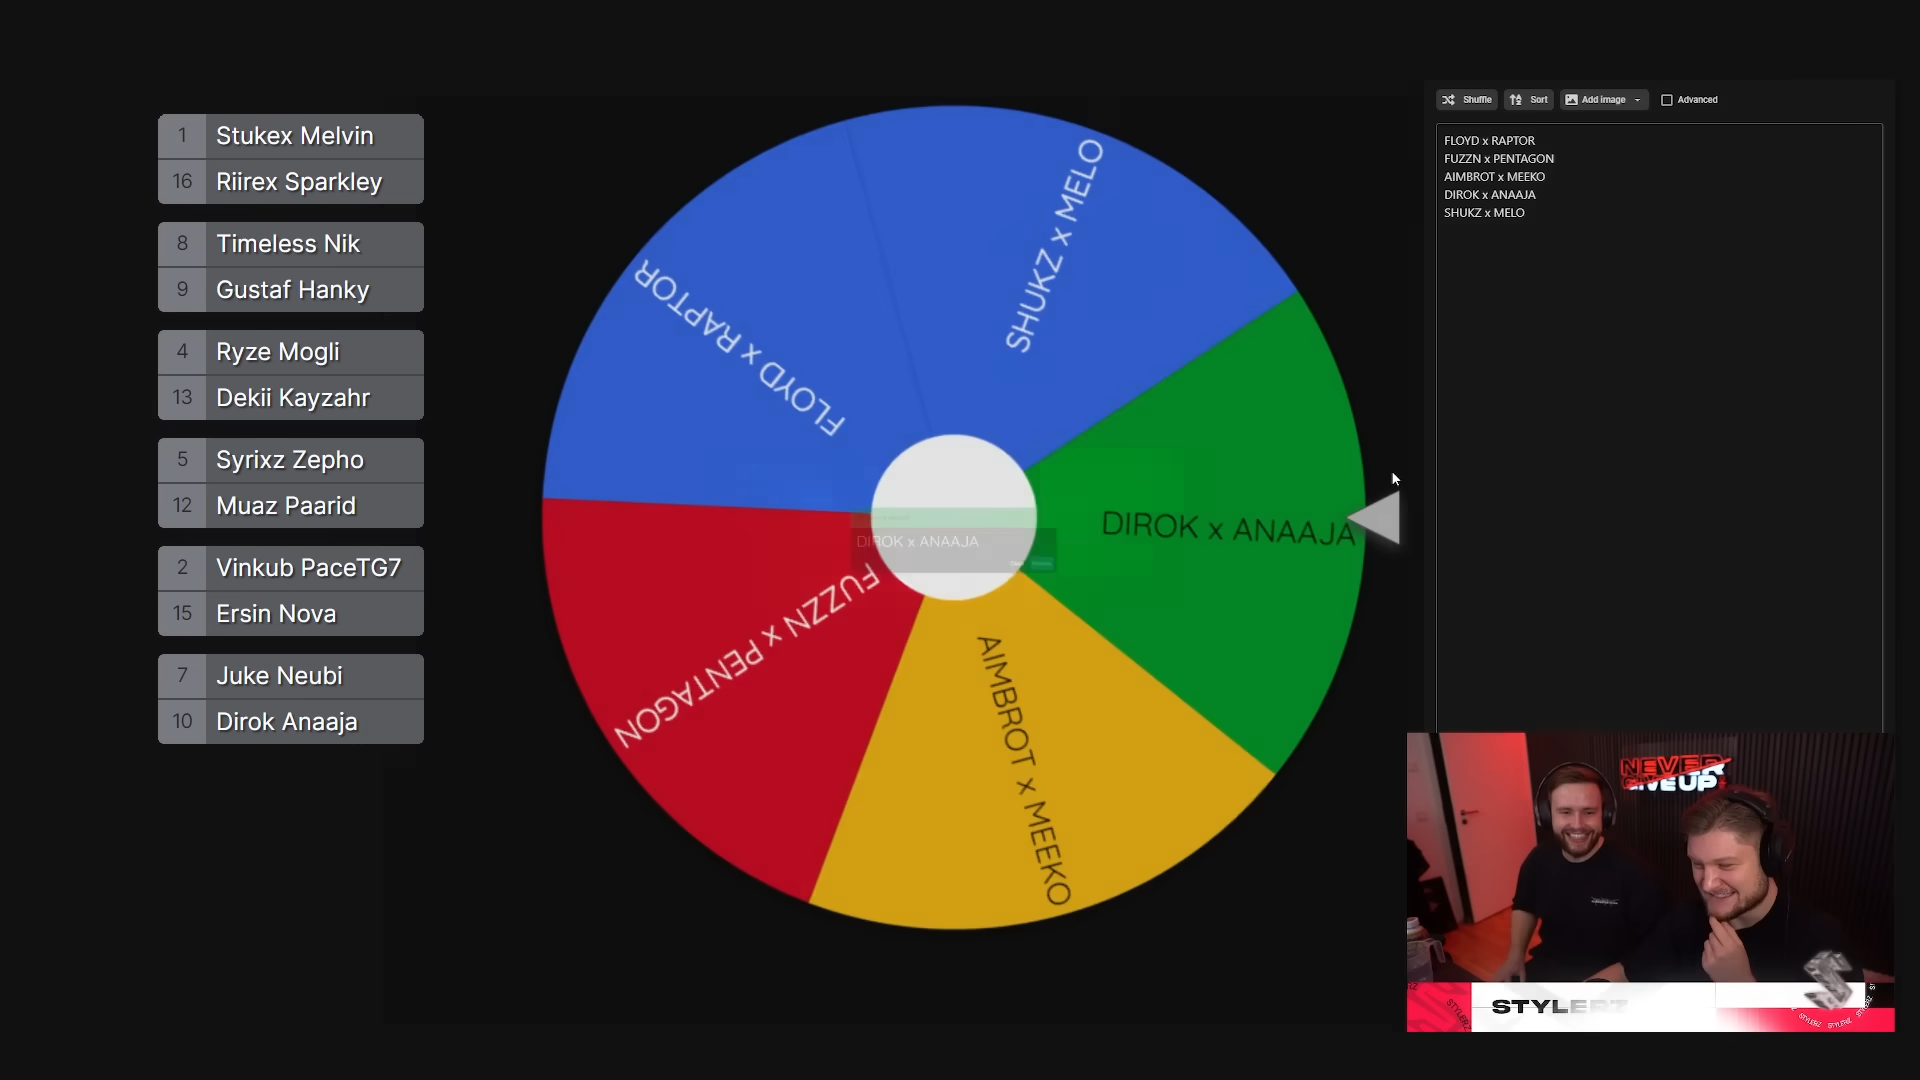 1 Stukex Melvin
16 Riirex Sparkley
8 Timeless Nik
9 Gustaf Hanky
4 Ryze Mogli
13 Dekii Kayzahr
5 Syrixz Zepho
12 Muaz Paarid
2 Vinkub PaceTG7
15 Ersin Nova
7 Juke Neubi
10 Dirok Anaaja
SHUKZ x MELO
FLOYD x RAPTOR
DIROK x ANAAJA
DIROK x ANAAJA
FUZZN x PENTAGON
AIMBROT x MEEKO
Shuffle Sort Add image Advanced
FLOYD x RAPTOR
FUZZN x PENTAGON
AIMBROT x MEEKO
DIROK x ANAAJA
SHUKZ x MELO
NEVER
GIVE UP
STYLERZ